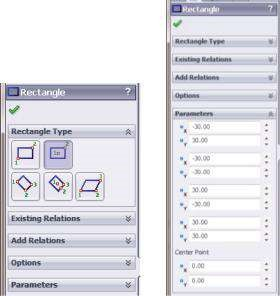 Rectangle ?
Rectangle Type
Existing Relations
Add Relations
Options
Parameters
Rectangle ?
Rectangle Type
Existing Relations
Add Relations
Options
Parameters
-30.00
30.00
-30.00
-30.00
30.00
-30.00
30.00
30.00
Center Point
0.00
0.00